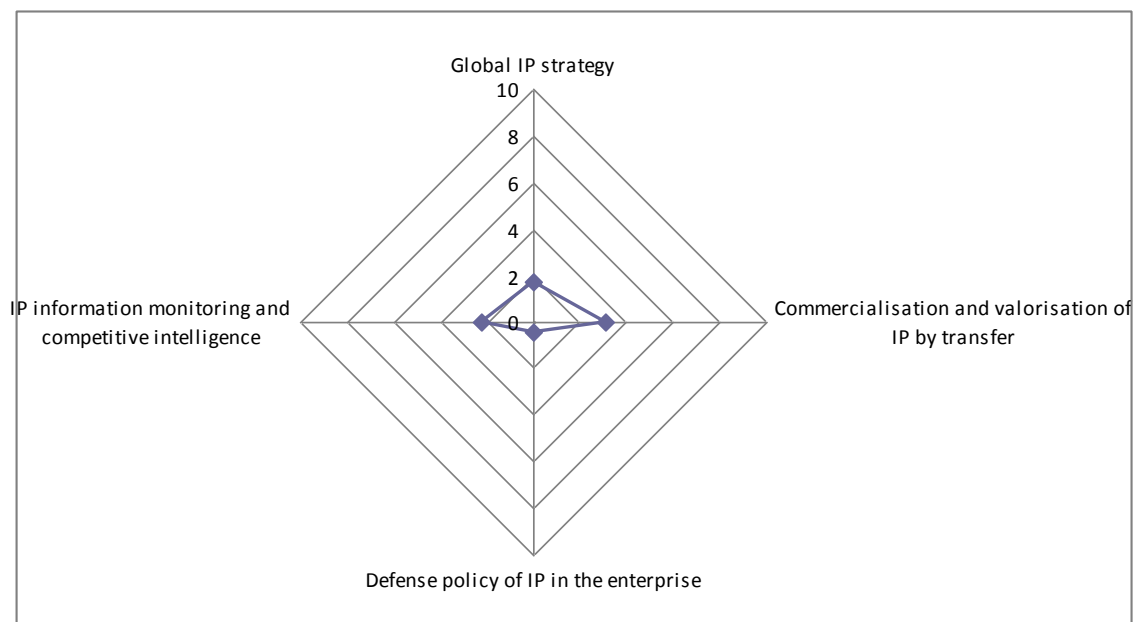 Global IP strategy
10
8
6
4
2
0
IP information monitoring and
competitive intelligence
Commercialisation and valorisation of
IP by transfer
Defense policy of IP in the enterprise